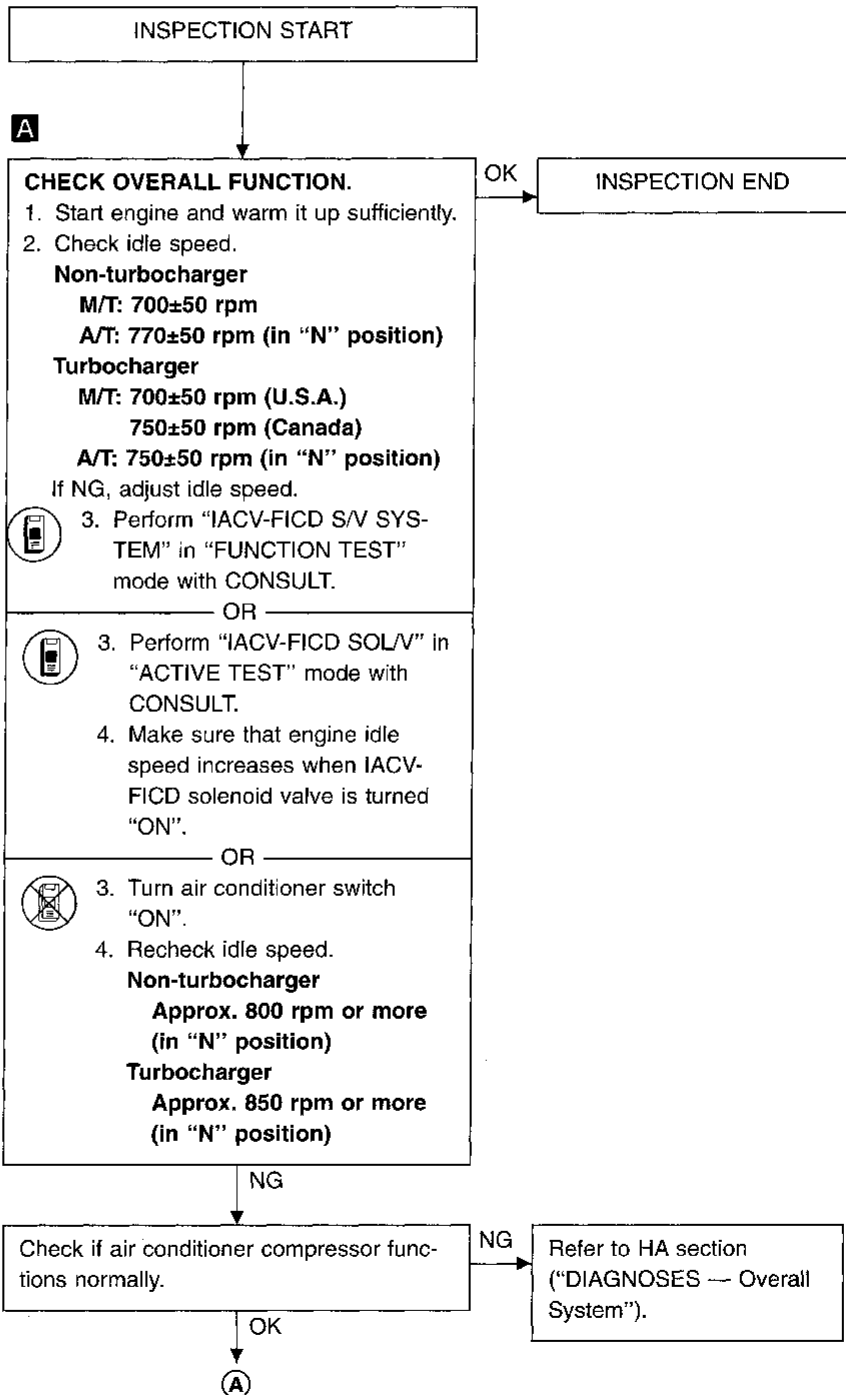 INSPECTION START
A
CHECK OVERALL FUNCTION.
OK
INSPECTION END
1. Start engine and warm it up sufficiently.
2. Check idle speed.
Non-turbocharger
M/T: 700±50 rpm
A/T: 770±50 rpm (in “N” position)
Turbocharger
M/T: 700±50 rpm (U.S.A.)
750±50 rpm (Canada)
A/T: 750±50 rpm (in “N” position)
If NG, adjust idle speed.
3. Perform “IACV-FICD S/V SYS-
TEM” in “FUNCTION TEST”
mode with CONSULT.
OR
3. Perform “IACV-FICD SOL/V” in
“ACTIVE TEST” mode with
CONSULT.
4. Make sure that engine idle
speed increases when IACV-
FICD solenoid valve is turned
“ON”.
OR
3. Turn air conditioner switch
“ON”.
4. Recheck idle speed.
Non-turbocharger
Approx. 800 rpm or more
(in “N” position)
Turbocharger
Approx. 850 rpm or more
(in “N” position)
NG
Check if air conditioner compressor func-
tions normally.
NG
Refer to HA section
(“DIAGNOSES — Overall
System”).
OK
A